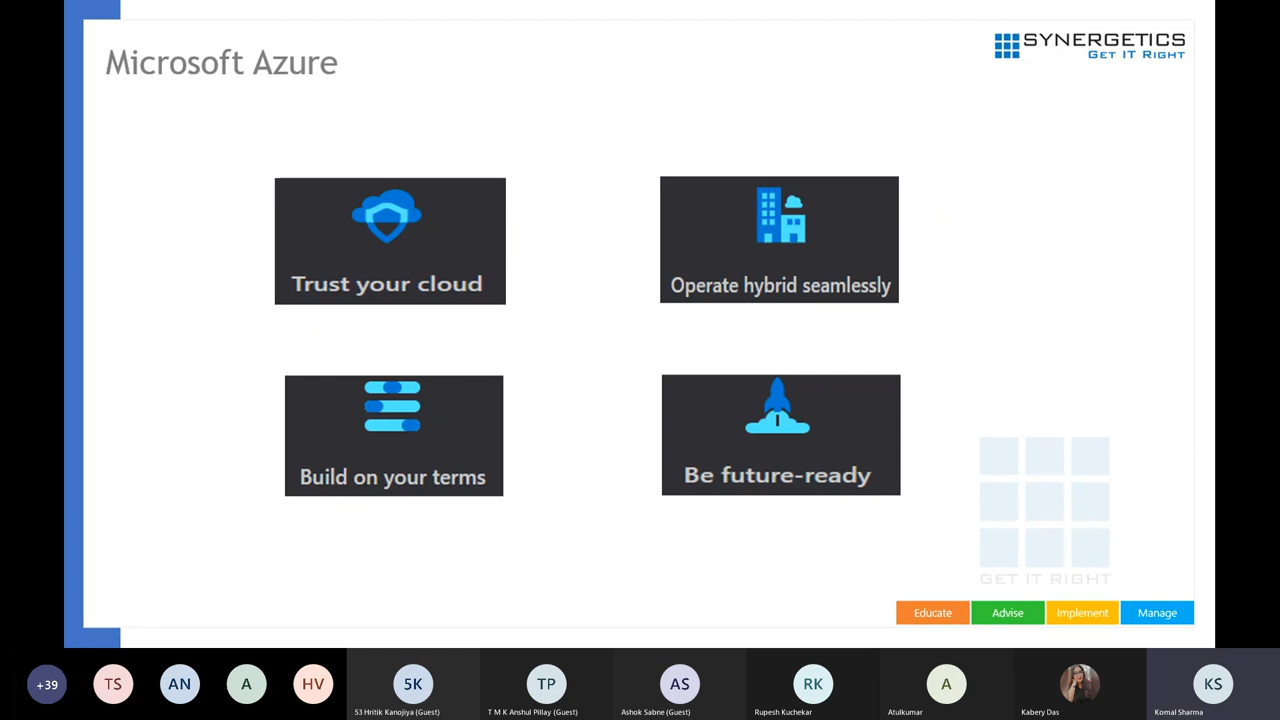 Microsoft Azure
SYNERGETICS
GET IT RIGHT
Trust your cloud
Operate hybrid seamlessly
Build on your terms
Be future-ready
GET IT RIGHT
Educate
Advise
Implement
Manage
+39
TS
AN
A
HV
5K
TP
AS
RK
A
KS
53 Hritik Kanojiya (Guest)
T M K Anshul Pillay (Guest)
Ashok Sabne (Guest)
Rupesh Kuchekar
Atulkumar
Kabery Das
Komal Sharma